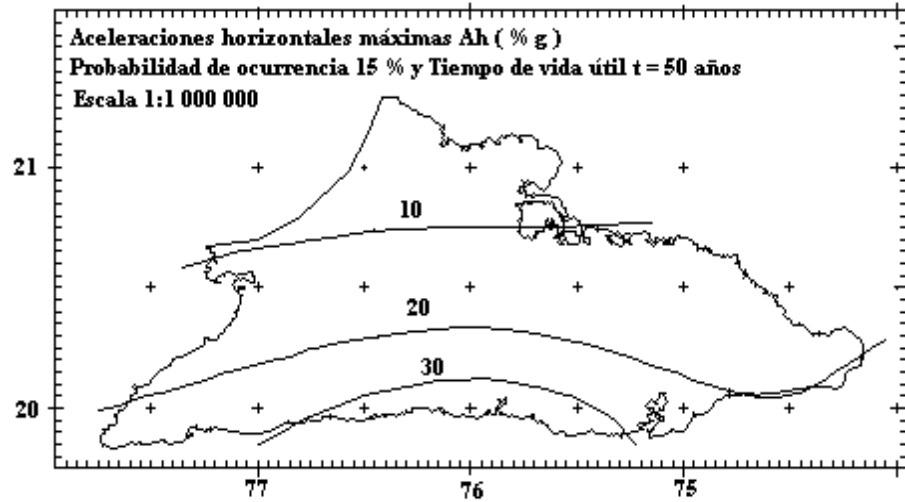 Aceleraciones horizontales máximas Ah ( % g )
Probabilidad de ocurrencia 15 % y Tiempo de vida útil t = 50 años
Escala 1:1 000 000
21
10
20
30
20
77
76
75